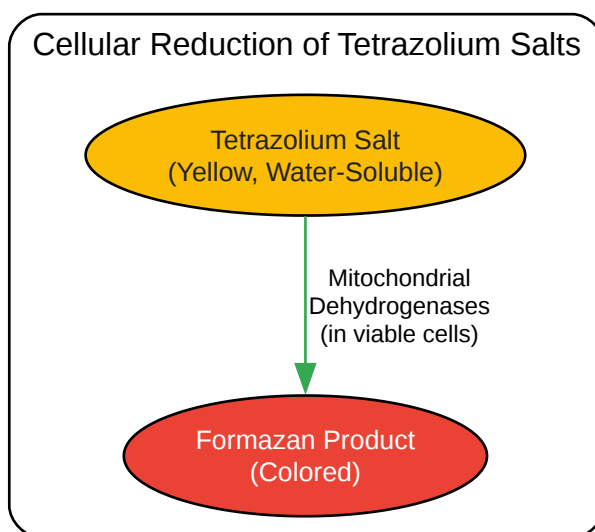 Cellular Reduction of Tetrazolium Salts
Tetrazolium Salt
(Yellow, Water-Soluble)
Mitochondrial
Dehydrogenases
(in viable cells)
Formazan Product
(Colored)